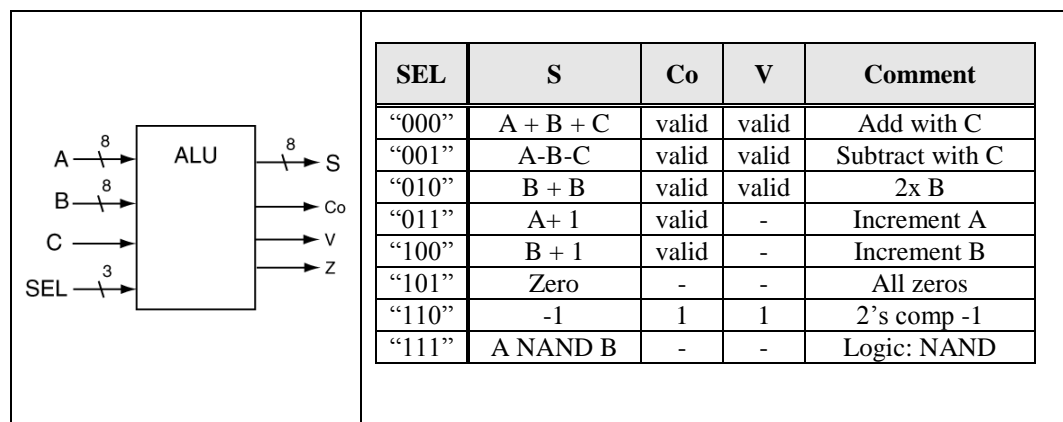 8
A
8
B
C
3
SEL
ALU
8
S
Co
V
Z
SEL S Co V Comment
“000” A + B + C valid valid Add with C
“001” A-B-C valid valid Subtract with C
“010” B + B valid valid 2x B
“011” A+ 1 valid - Increment A
“100” B + 1 valid - Increment B
“101” Zero - - All zeros
“110” -1 1 1 2’s comp -1
“111” A NAND B - - Logic: NAND